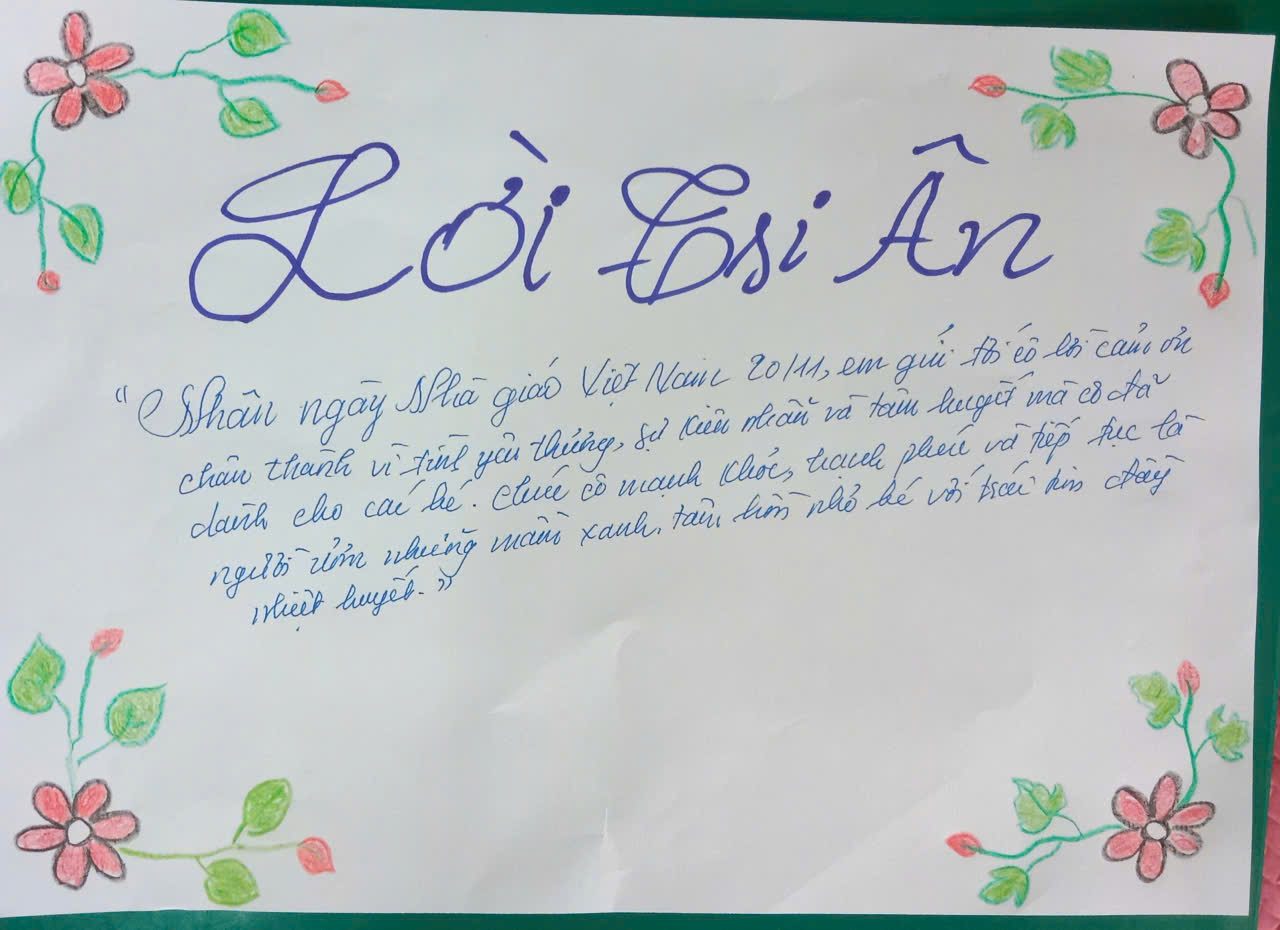 Lời Tri Ân
"Nhân ngày Nhà giáo Việt Nam 20/11, em gửi tới cô lời cảm ơn
chân thành vì tình yêu thương, sự kiên nhẫn và tâm huyết mà cô đã
dành cho các bé. Chúc cô mạnh khỏe, hạnh phúc và tiếp tục là
người ươm những mầm xanh, tâm hồn nhỏ bé với trái tim đầy
nhiệt huyết."